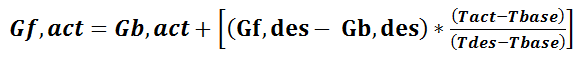 Gf,act = Gb,act + [(Gf,des − Gb,des) * (Tact−Tbase)/(Tdes−Tbase)]